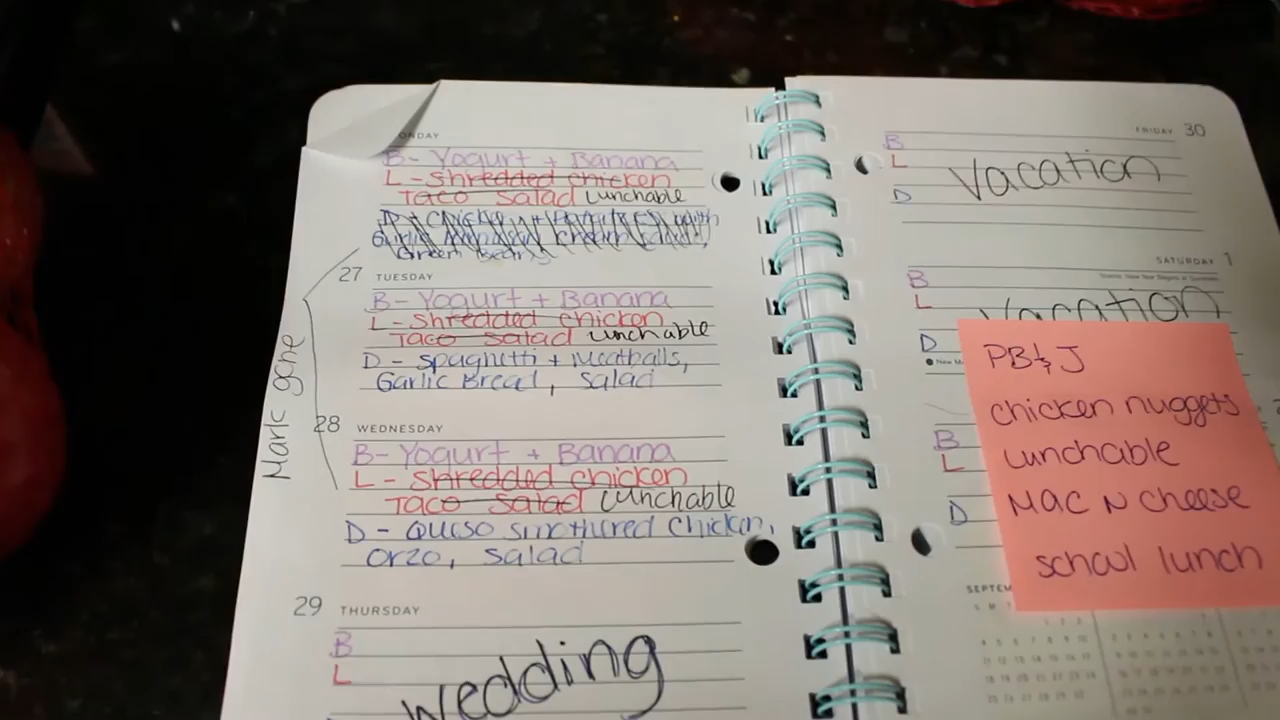 ONDAY
B- Yogurt + Banana
L - shredded chicken
Taco salad Lunchable
Green Beans
27 TUESDAY
B- Yogurt + Banana
L - shredded chicken
Taco salad Lunchable
D - spaghetti + Meatballs,
Garlic Bread, salad
28 WEDNESDAY
B- Yogurt + Banana
L - shredded chicken
Taco salad Lunchable
D - Queso smothered chicken,
orzo, salad
Mark gone
29 THURSDAY
B
L
wedding
FRIDAY 30
B
L
vacation
D
SATURDAY 1
B
L
vacation
D
B
L
D
PB & J
chicken nuggets
Lunchable
MAC N cheese
school lunch
SEPTEM